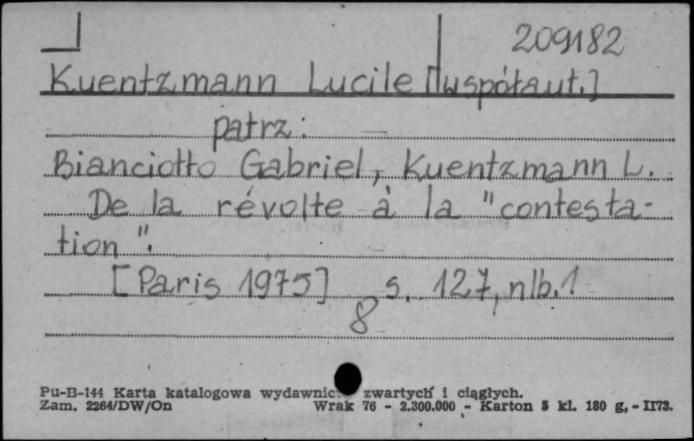 209182
Kuentzmann Lucile [współaut.]
patrz:
Bianciotto Gabriel, Kuentzmann L.
De la révolte à la "contesta-
tion".
[Paris 1975] s. 127, nlb. 1
8
Pu-B-144 Karta katalogowa wydawnic zwartych i ciągłych.
Zam. 2264/DW/On Wrak 76 - 2.300.000 - Karton 5 kl. 180 g, - II73.